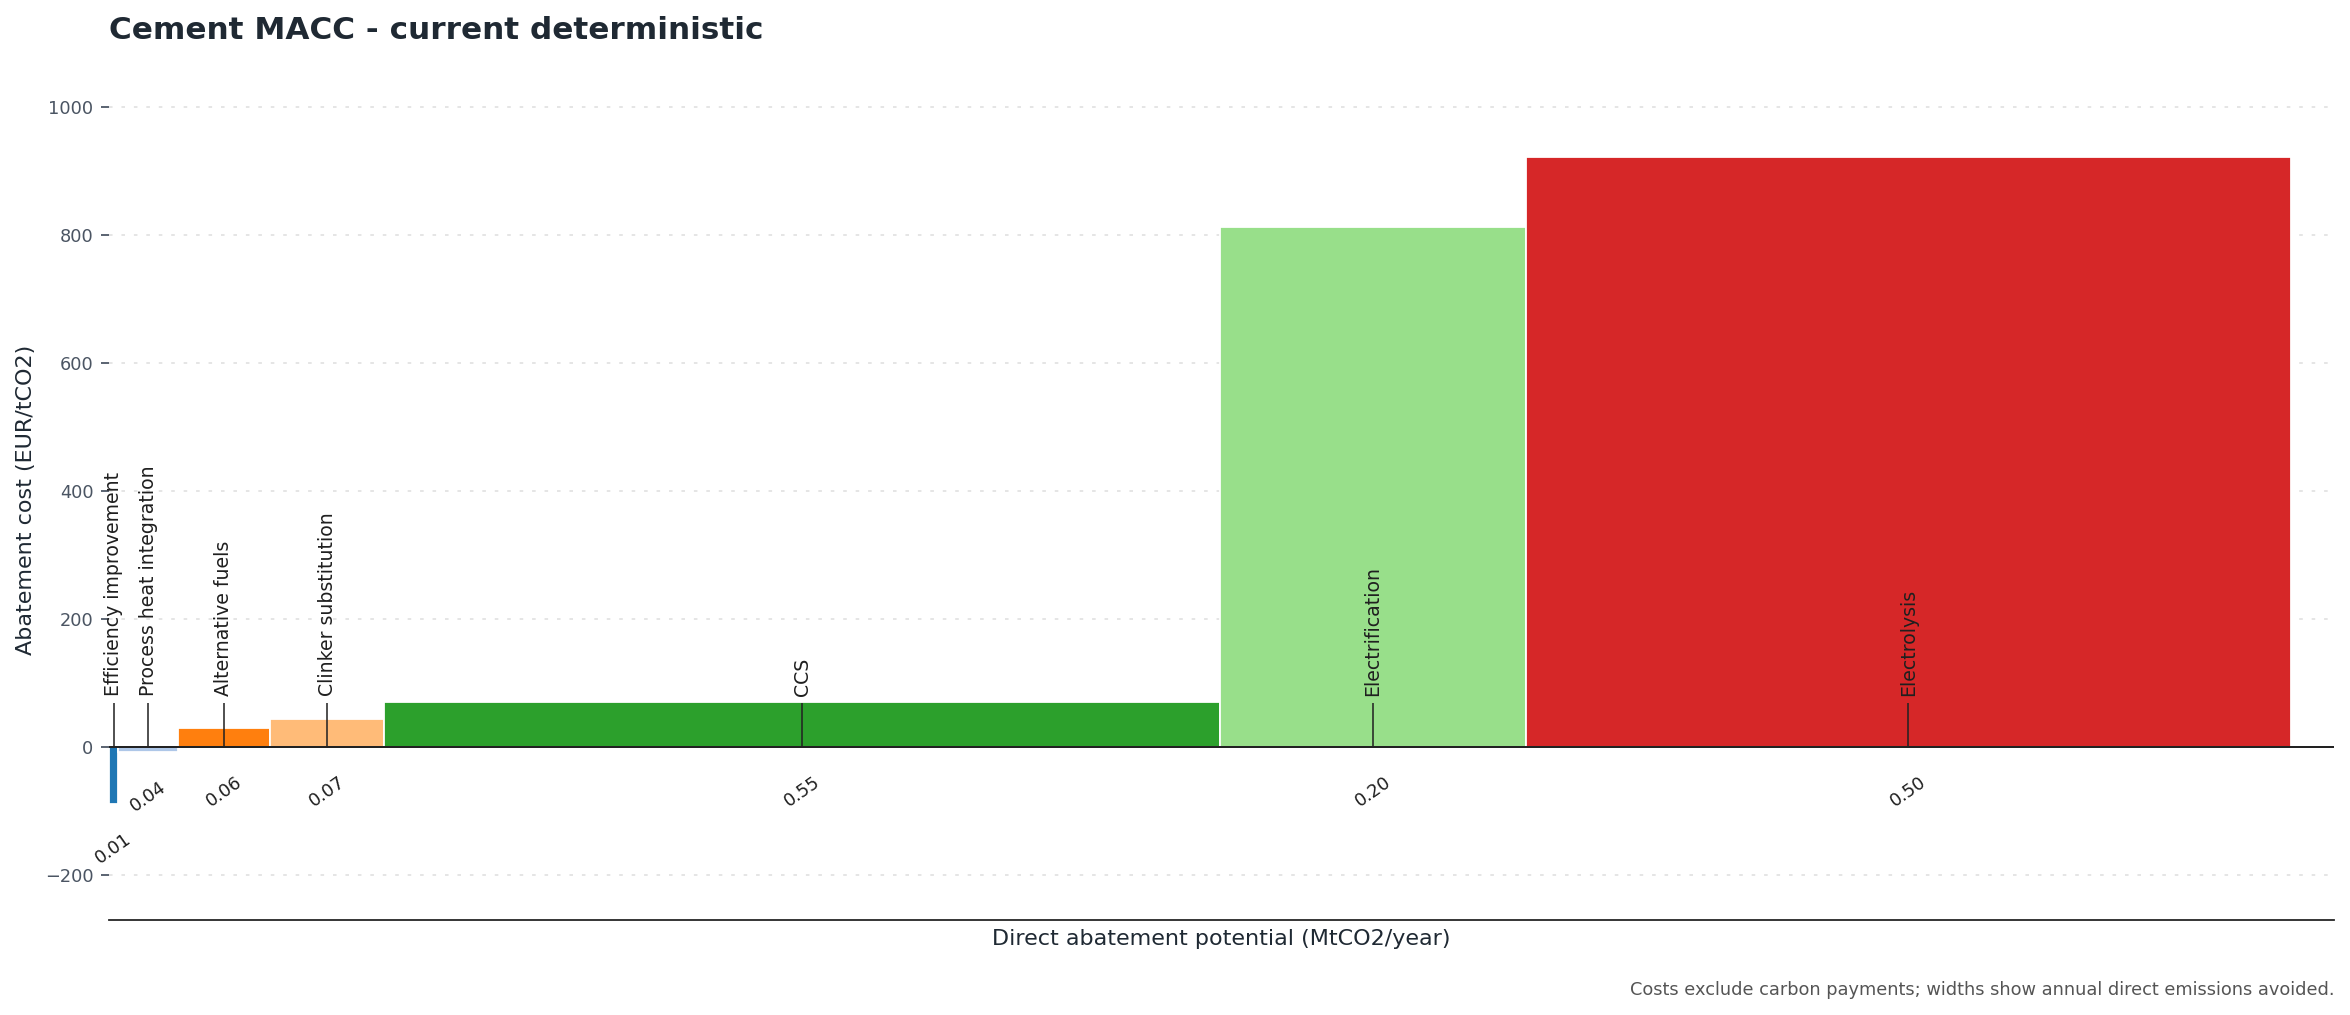 Cement MACC - current deterministic
Abatement cost (EUR/tCO2)
1000
800
600
400
200
0
−200
Efficiency improvement
Process heat integration
Alternative fuels
Clinker substitution
CCS
Electrification
Electrolysis
0.01
0.04
0.06
0.07
0.55
0.20
0.50
Direct abatement potential (MtCO2/year)
Costs exclude carbon payments; widths show annual direct emissions avoided.